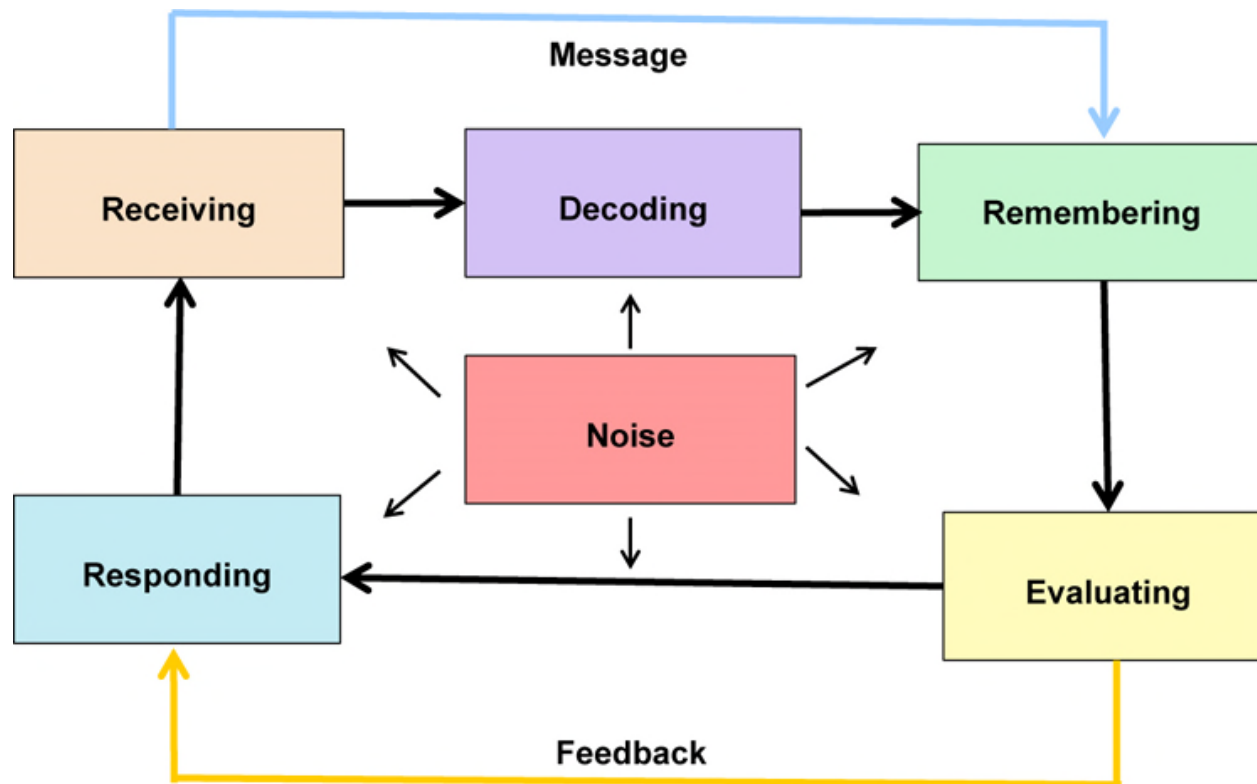 Message
Receiving
Decoding
Remembering
Noise
Responding
Evaluating
Feedback